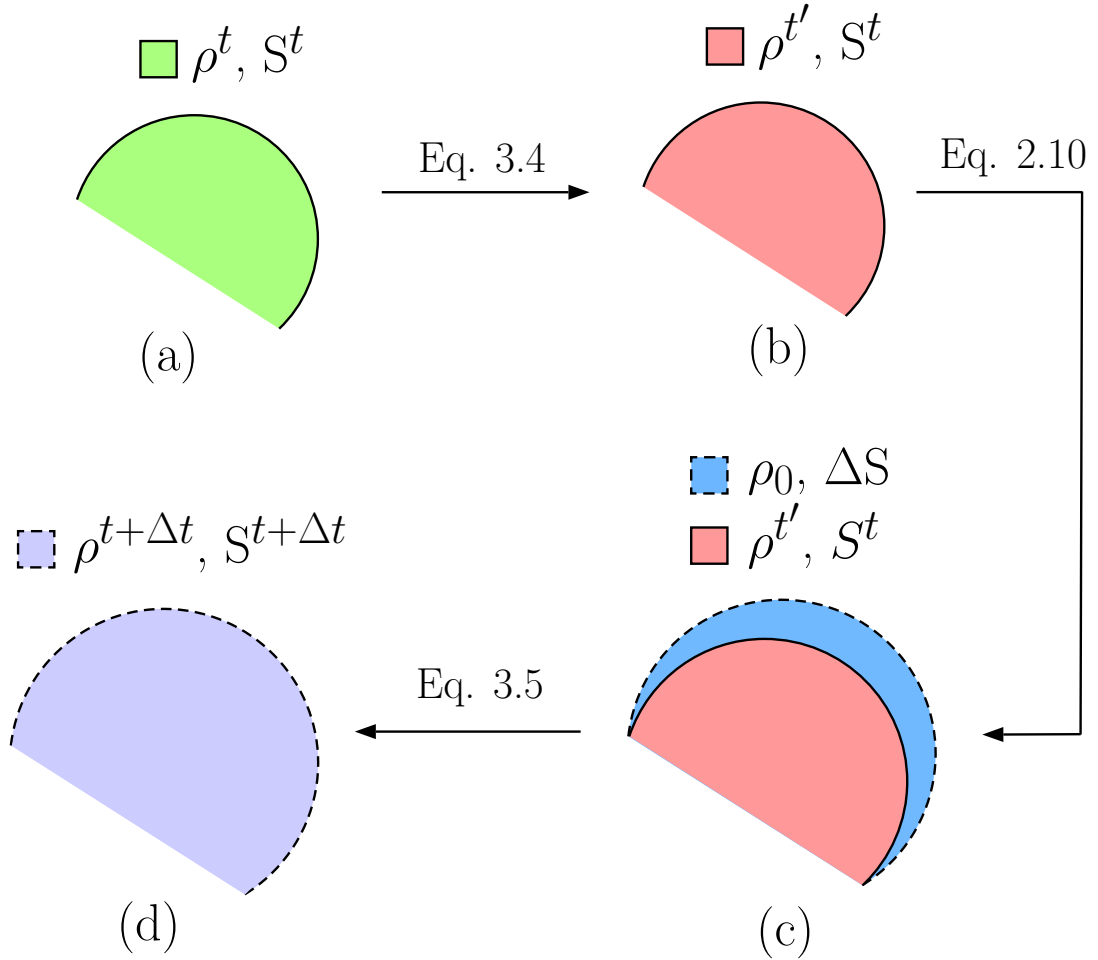 ρ^t, S^t
(a)
Eq. 3.4
ρ^{t′}, S^t
(b)
Eq. 2.10
ρ_0, ΔS
ρ^{t′}, S^t
(c)
Eq. 3.5
ρ^{t+Δt}, S^{t+Δt}
(d)